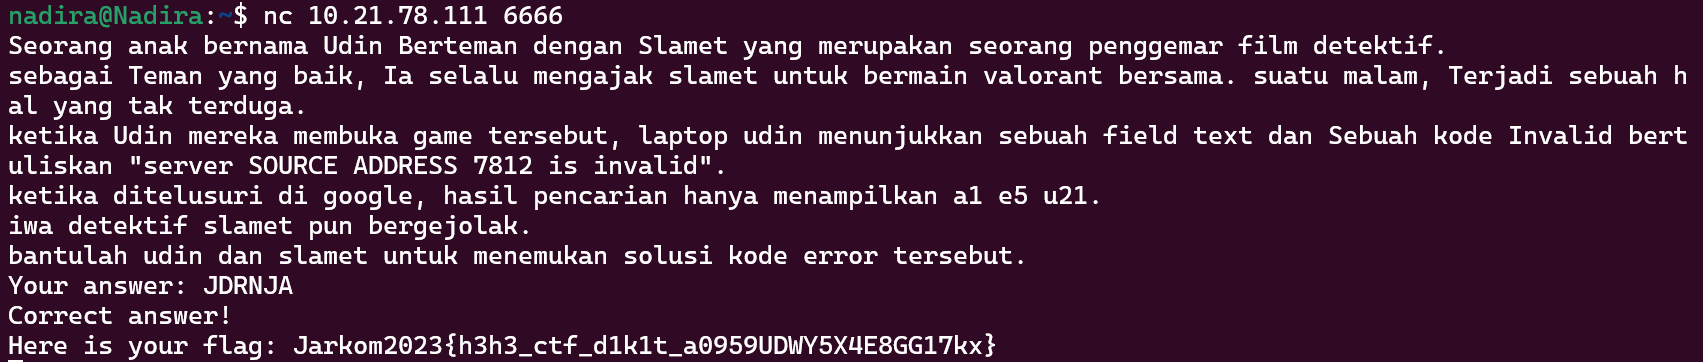 nadira@Nadira:~$ nc 10.21.78.111 6666
Seorang anak bernama Udin Berteman dengan Slamet yang merupakan seorang penggemar film detektif.
sebagai Teman yang baik, Ia selalu mengajak slamet untuk bermain valorant bersama. suatu malam, Terjadi sebuah h
al yang tak terduga.
ketika Udin mereka membuka game tersebut, laptop udin menunjukkan sebuah field text dan Sebuah kode Invalid bert
uliskan "server SOURCE ADDRESS 7812 is invalid".
ketika ditelusuri di google, hasil pencarian hanya menampilkan a1 e5 u21.
iwa detektif slamet pun bergejolak.
bantulah udin dan slamet untuk menemukan solusi kode error tersebut.
Your answer: JDRNJA
Correct answer!
Here is your flag: Jarkom2023{h3h3_ctf_d1k1t_a0959UDWY5X4E8GG17kx}